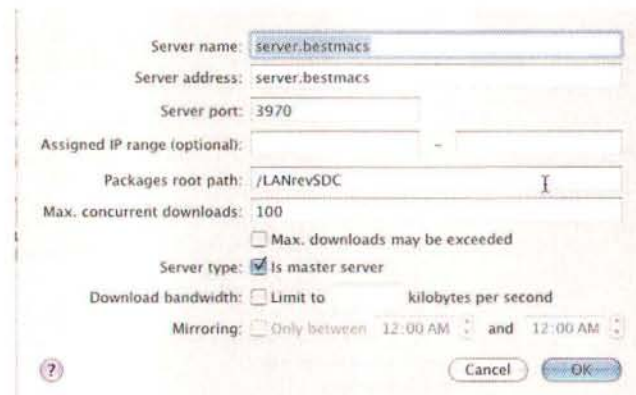 Server name: server.bestmacs
Server address: server.bestmacs
Server port: 3970
Assigned IP range (optional): -
Packages root path: /LANrevSDC
Max. concurrent downloads: 100
Max. downloads may be exceeded
Server type: Is master server
Download bandwidth: Limit to kilobytes per second
Mirroring: Only between 12:00 AM and 12:00 AM
? Cancel OK